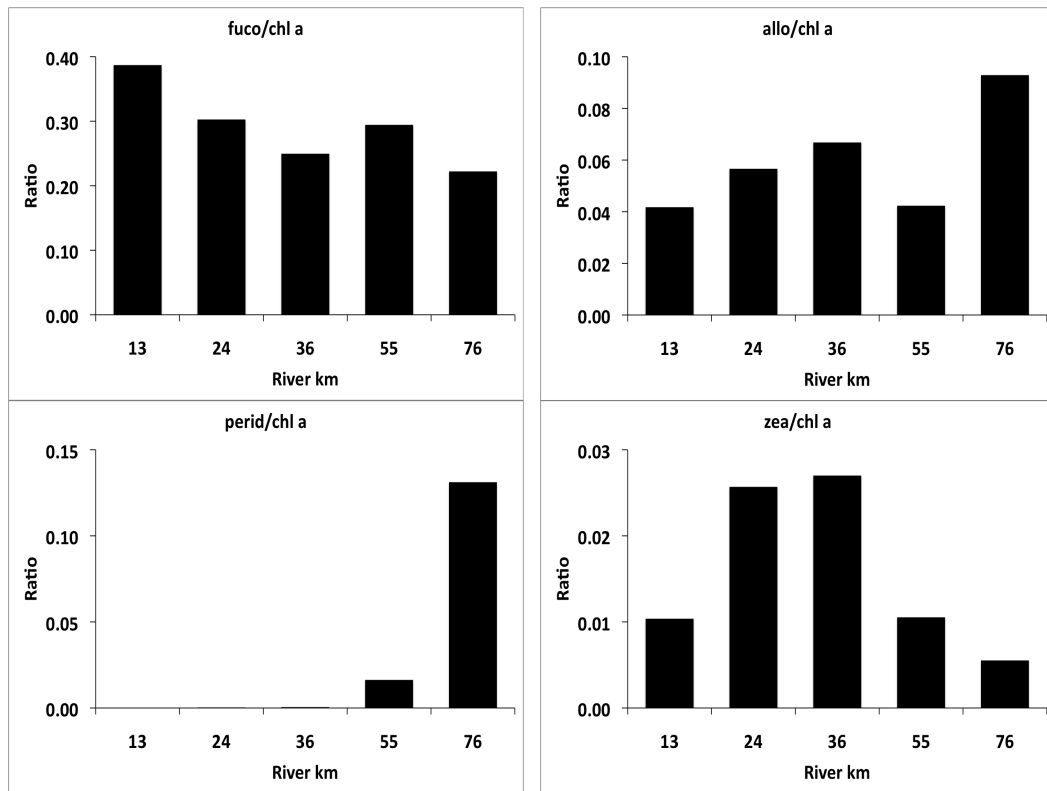 fuco/chl a
0.40
0.30
0.20
0.10
0.00
Ratio
13 24 36 55 76
River km
allo/chl a
0.10
0.08
0.06
0.04
0.02
0.00
Ratio
13 24 36 55 76
River km
perid/chl a
0.15
0.10
0.05
0.00
Ratio
13 24 36 55 76
River km
zea/chl a
0.03
0.02
0.01
0.00
Ratio
13 24 36 55 76
River km